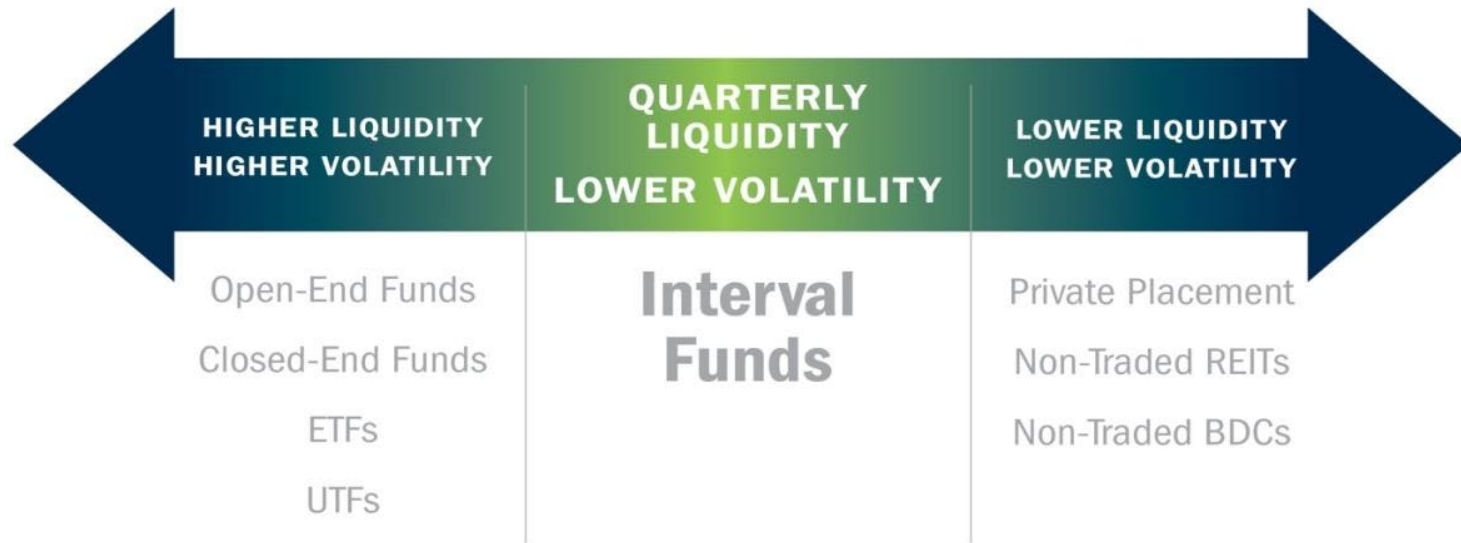 HIGHER LIQUIDITY
HIGHER VOLATILITY
QUARTERLY
LIQUIDITY
LOWER VOLATILITY
LOWER LIQUIDITY
LOWER VOLATILITY
Open-End Funds
Closed-End Funds
ETFs
UTFs
Interval
Funds
Private Placement
Non-Traded REITs
Non-Traded BDCs